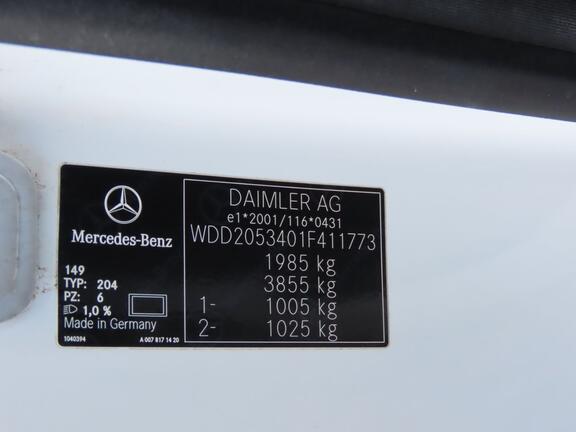 Mercedes-Benz
149
TYP: 204
PZ: 6
1,0 %
Made in Germany
1040394
A 007 817 14 20
DAIMLER AG
e1*2001/116*0431
WDD2053401F411773
1985 kg
3855 kg
1- 1005 kg
2- 1025 kg